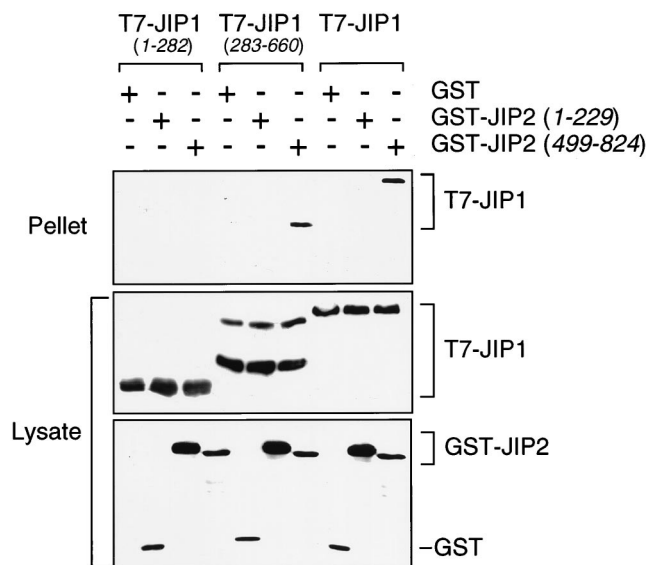 T7-JIP1 T7-JIP1 T7-JIP1
(1-282) (283-660)
+ - - + - - + - - GST
- + - - + - - + - GST-JIP2 (1-229)
- - + - - + - - + GST-JIP2 (499-824)
Pellet T7-JIP1
T7-JIP1
Lysate
GST-JIP2
-GST